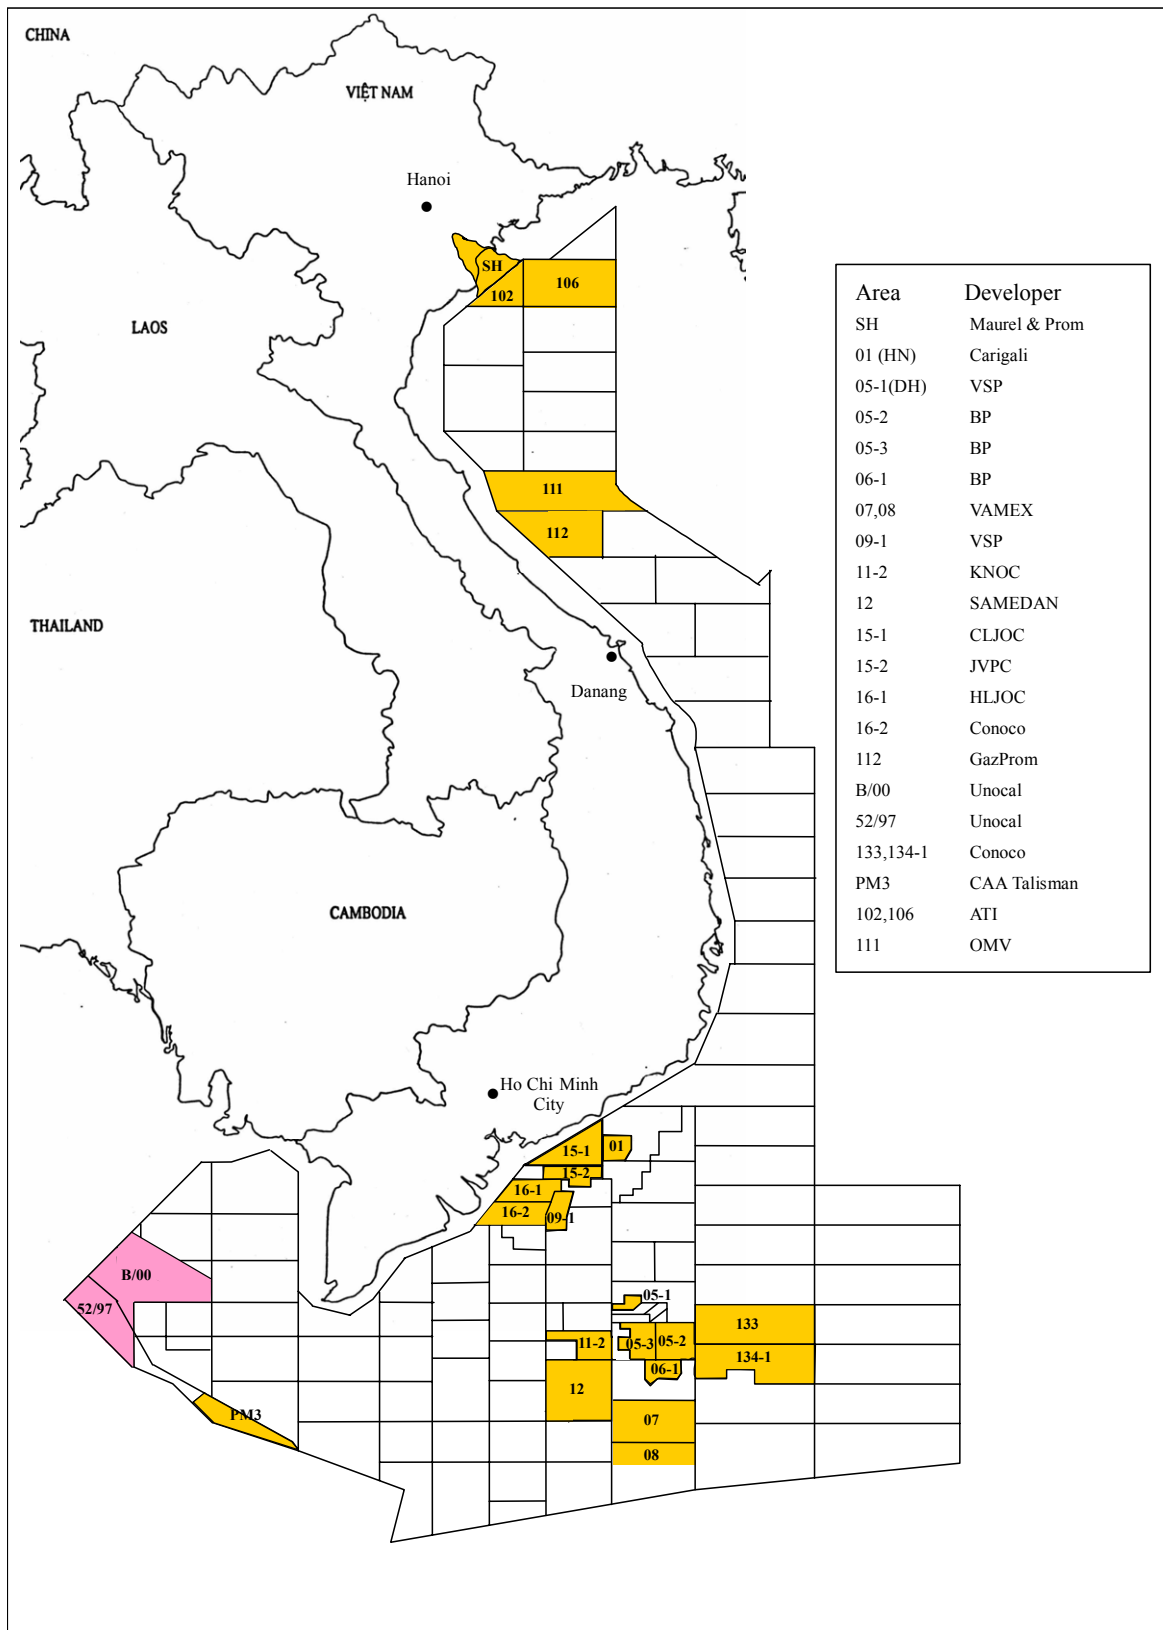 CHINA
VIỆT NAM
Hanoi
SH
106
102
LAOS
111
112
THAILAND
Danang
CAMBODIA
Ho Chi Minh
City
15-1
01
15-2
16-1
16-2
09-1
B/00
52/97
05-1
133
11-2
05-3
05-2
134-1
06-1
12
PM3
07
08
Area Developer
SH Maurel & Prom
01 (HN) Carigali
05-1(DH) VSP
05-2 BP
05-3 BP
06-1 BP
07,08 VAMEX
09-1 VSP
11-2 KNOC
12 SAMEDAN
15-1 CLJOC
15-2 JVPC
16-1 HLJOC
16-2 Conoco
112 GazProm
B/00 Unocal
52/97 Unocal
133,134-1 Conoco
PM3 CAA Talisman
102,106 ATI
111 OMV